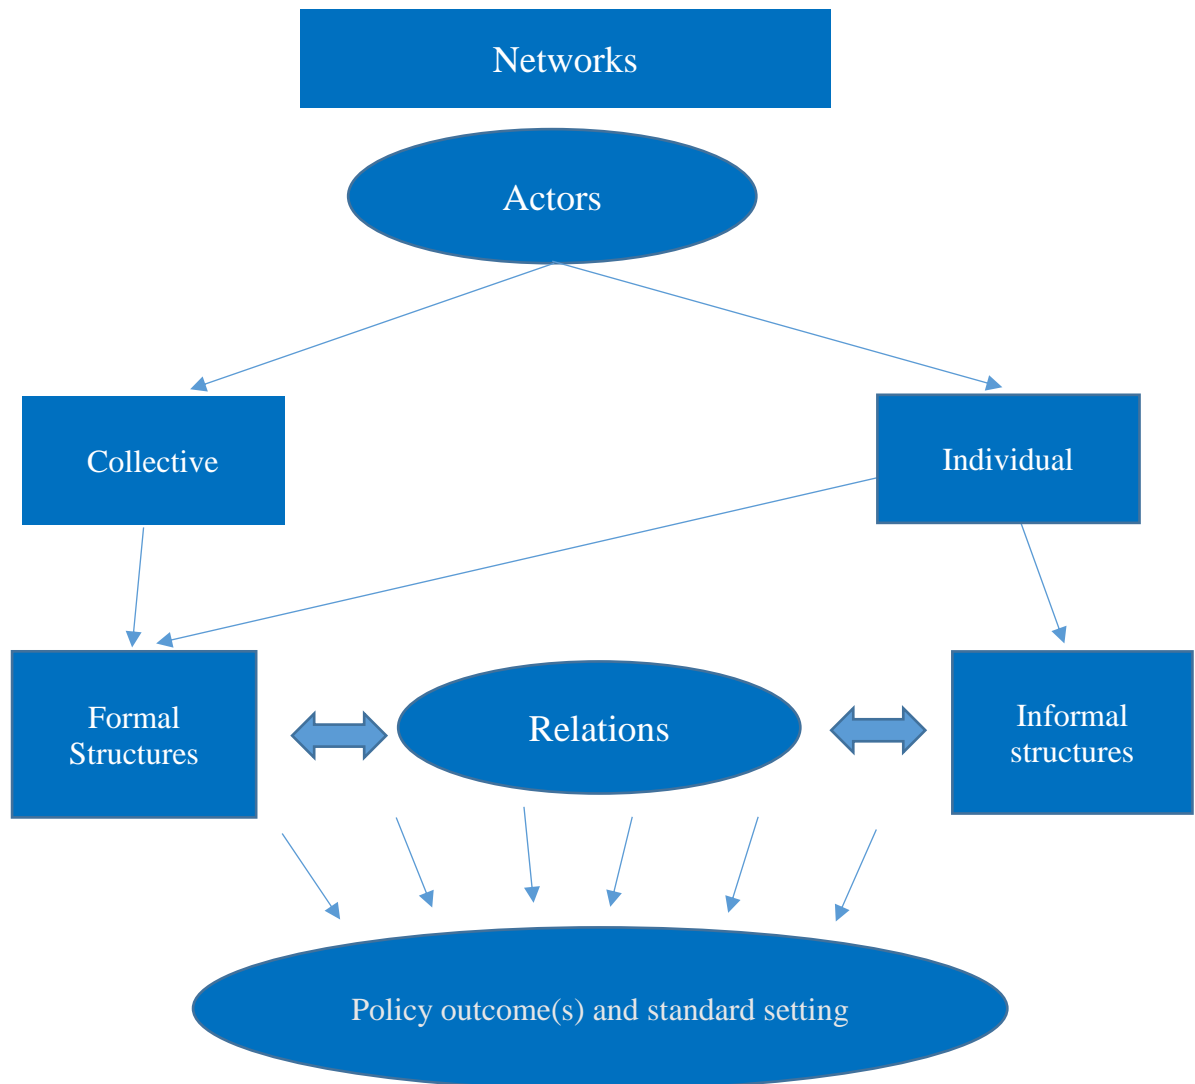 Networks
Actors
Collective
Individual
Formal
Structures
Relations
Informal
structures
Policy outcome(s) and standard setting